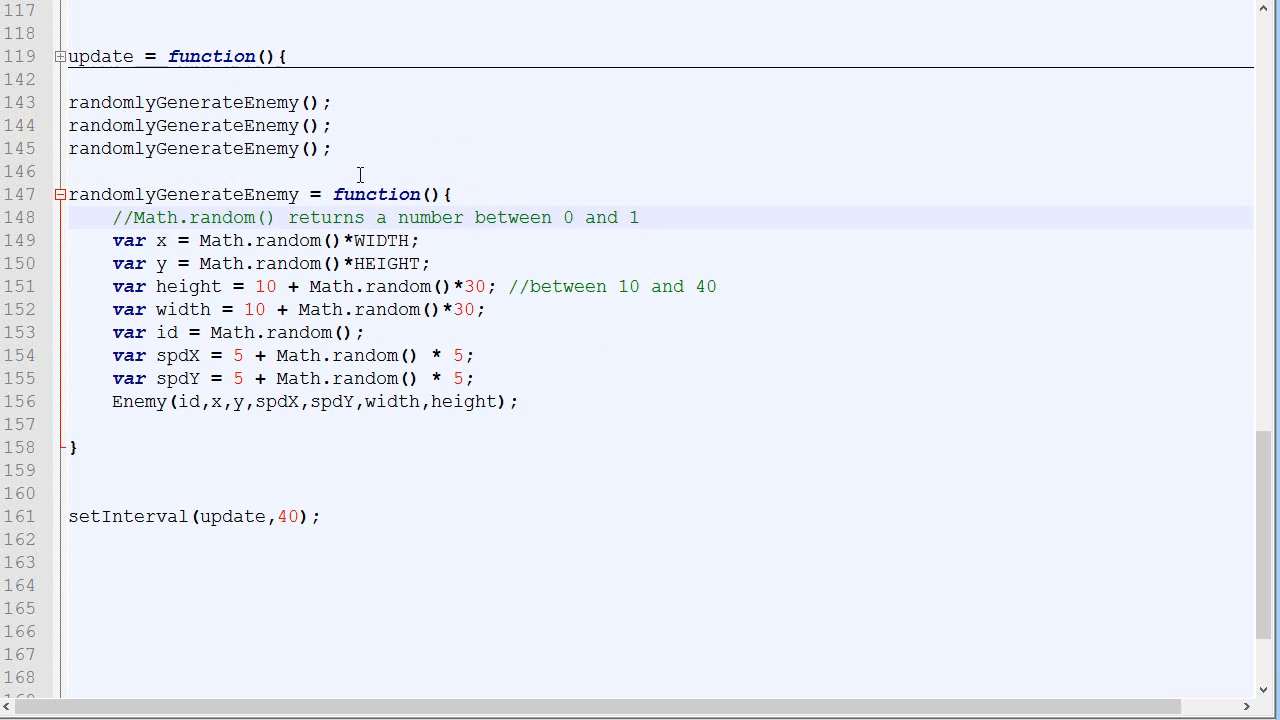 117
118
119 update = function(){
142
143 randomlyGenerateEnemy();
144 randomlyGenerateEnemy();
145 randomlyGenerateEnemy();
146
147 randomlyGenerateEnemy = function(){
148 //Math.random() returns a number between 0 and 1
149 var x = Math.random()*WIDTH;
150 var y = Math.random()*HEIGHT;
151 var height = 10 + Math.random()*30; //between 10 and 40
152 var width = 10 + Math.random()*30;
153 var id = Math.random();
154 var spdX = 5 + Math.random() * 5;
155 var spdY = 5 + Math.random() * 5;
156 Enemy(id,x,y,spdX,spdY,width,height);
157
158 }
159
160
161 setInterval(update,40);
162
163
164
165
166
167
168